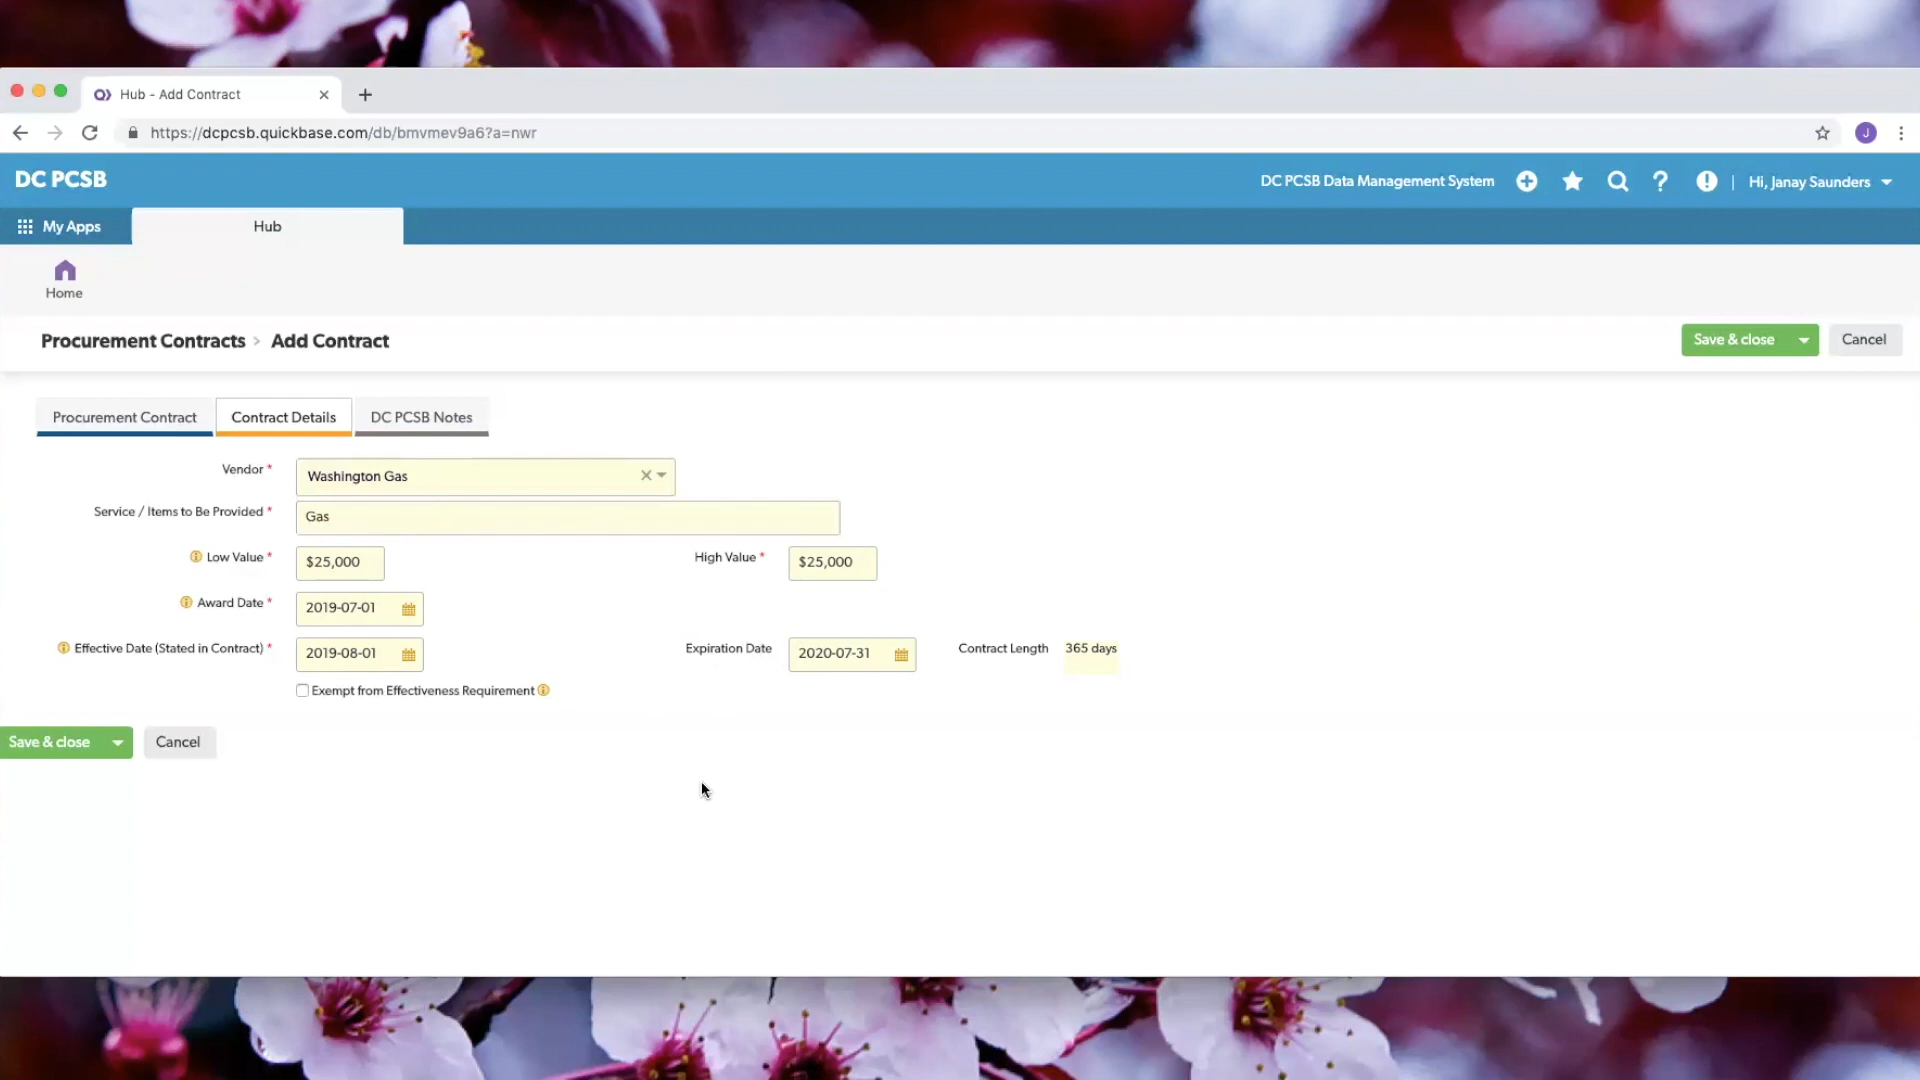 Hub - Add Contract
https://dcpcsb.quickbase.com/db/bmvmev9a6?a=nwr
J
DC PCSB
DC PCSB Data Management System
Hi, Janay Saunders
My Apps
Hub
Home
Procurement Contracts > Add Contract
Save & close
Cancel
Procurement Contract
Contract Details
DC PCSB Notes
Vendor *
Washington Gas
Service / Items to Be Provided *
Gas
Low Value *
$25,000
High Value *
$25,000
Award Date *
2019-07-01
Effective Date (Stated in Contract) *
2019-08-01
Expiration Date
2020-07-31
Contract Length
365 days
Exempt from Effectiveness Requirement
Save & close
Cancel